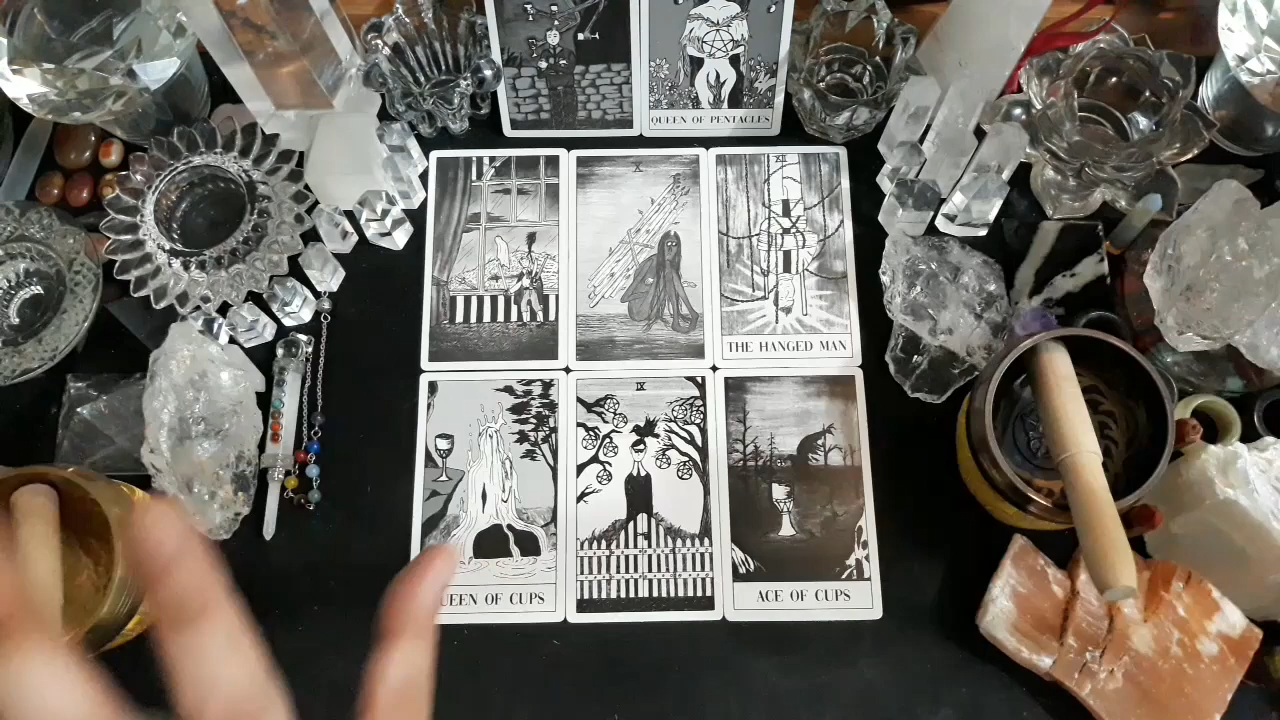 QUEEN OF PENTACLES
X
XII
THE HANGED MAN
UEEN OF CUPS
IX
ACE OF CUPS